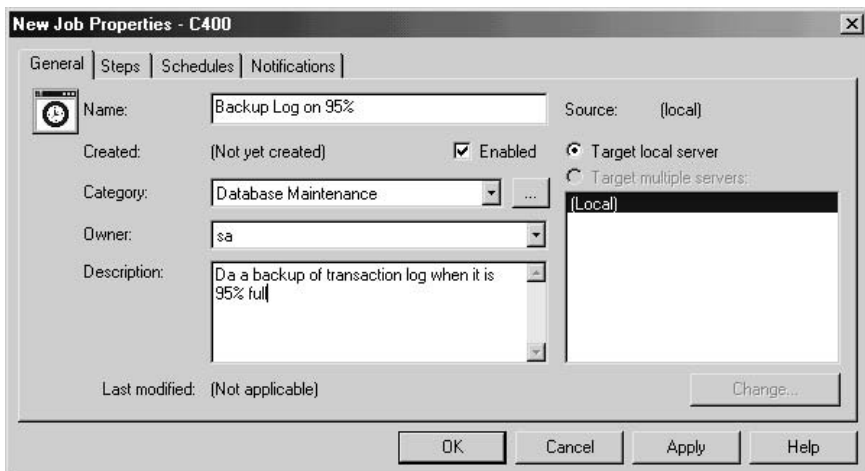 New Job Properties - C400
General Steps Schedules Notifications
Name: Backup Log on 95% Source: (local)
Created: (Not yet created) Enabled Target local server
Target multiple servers:
Category: Database Maintenance ... (Local)
Owner: sa
Description: Da a backup of transaction log when it is
95% full
Last modified: (Not applicable) Change...
OK Cancel Apply Help